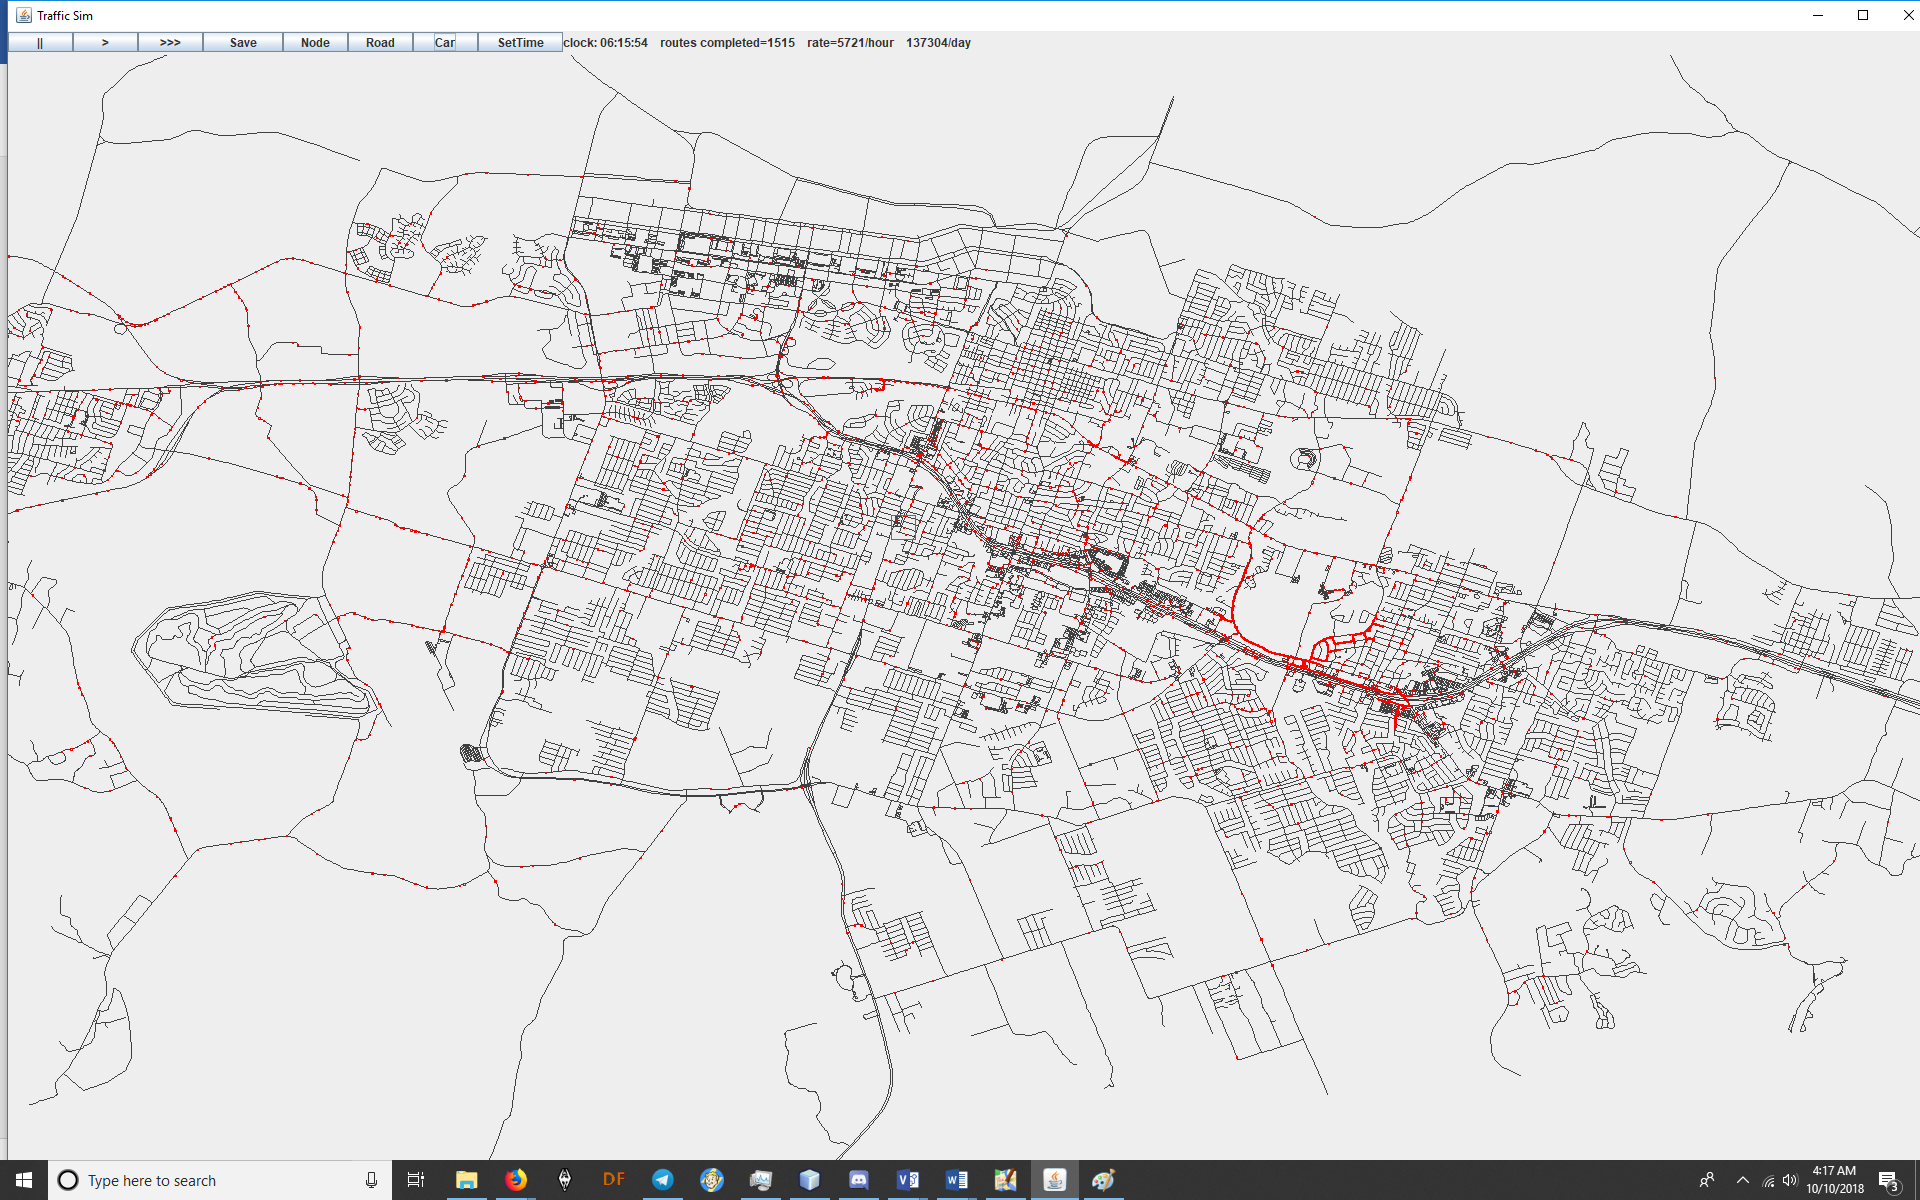 Traffic Sim
|| > >>> Save Node Road Car SetTime clock: 06:15:54 routes completed=1515 rate=5721/hour 137304/day
Type here to search DF 4:17 AM
10/10/2018 3